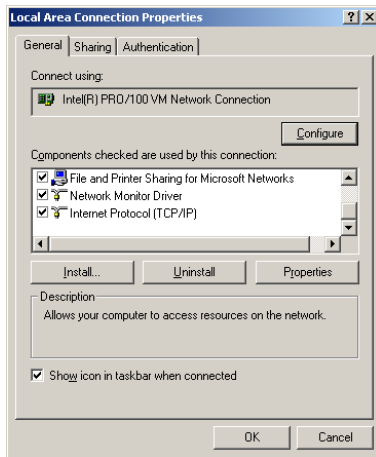 Local Area Connection Properties
General Sharing Authentication
Connect using:
Intel(R) PRO/100 VM Network Connection
Configure
Components checked are used by this connection:
File and Printer Sharing for Microsoft Networks
Network Monitor Driver
Internet Protocol (TCP/IP)
Install... Uninstall Properties
Description
Allows your computer to access resources on the network.
Show icon in taskbar when connected
OK Cancel